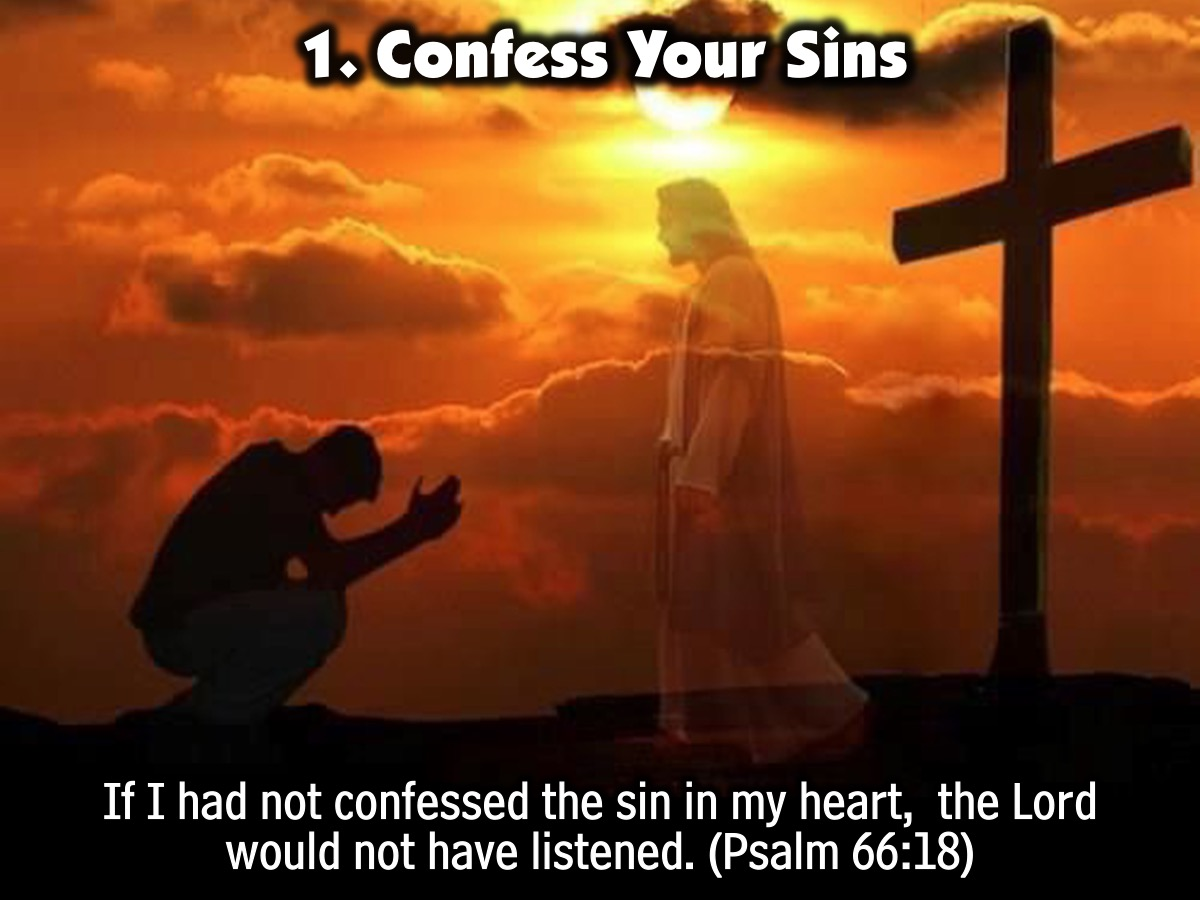 1. Confess Your Sins
If I had not confessed the sin in my heart,  the Lord
would not have listened. (Psalm 66:18)